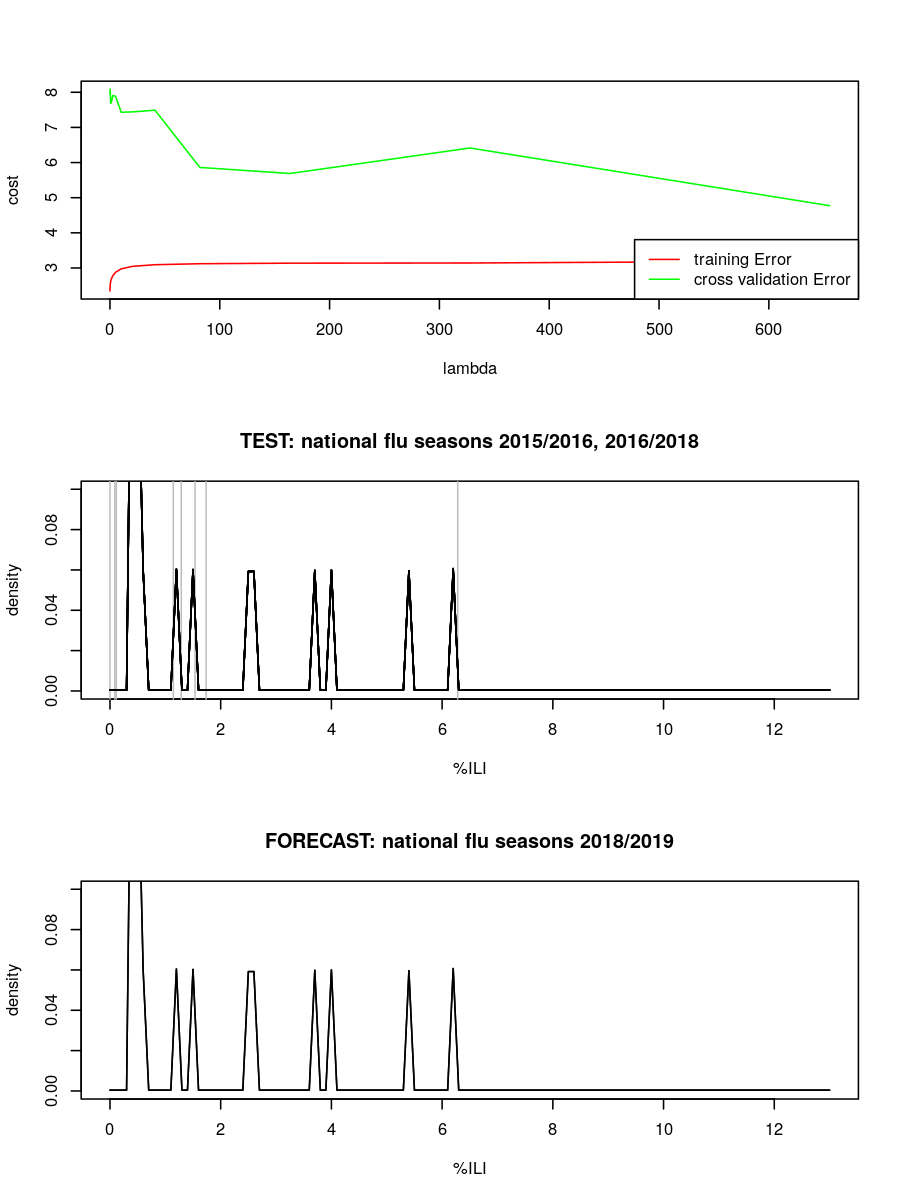 8
7
6
5
4
3
cost
training Error
cross validation Error
0 100 200 300 400 500 600
lambda
TEST: national flu seasons 2015/2016, 2016/2018
0.08
0.04
0.00
density
0 2 4 6 8 10 12
%ILI
FORECAST: national flu seasons 2018/2019
0.08
0.04
0.00
density
0 2 4 6 8 10 12
%ILI